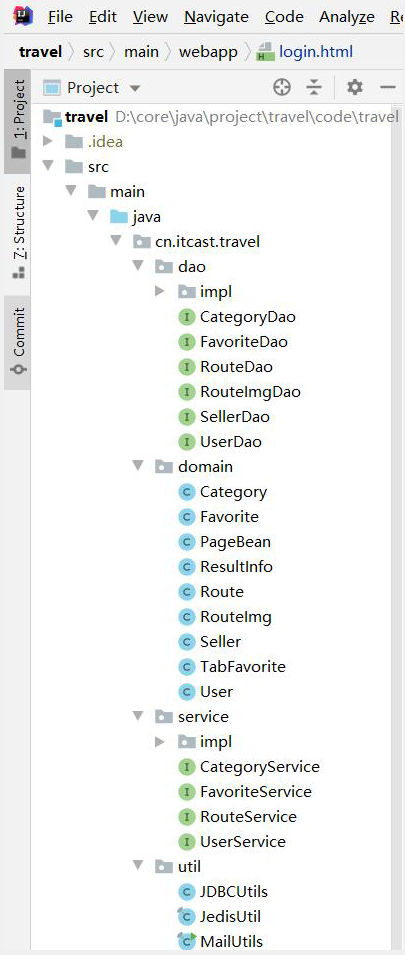 File Edit View Navigate Code Analyze Re
travel src main webapp login.html
1: Project
Project
travel D:\core\java\project\travel\code\travel
.idea
src
main
7: Structure
java
cn.itcast.travel
dao
impl
Commit
CategoryDao
FavoriteDao
RouteDao
RouteImgDao
SellerDao
UserDao
domain
Category
Favorite
PageBean
ResultInfo
Route
RouteImg
Seller
TabFavorite
User
service
impl
CategoryService
FavoriteService
RouteService
UserService
util
JDBCUtils
JedisUtil
MailUtils